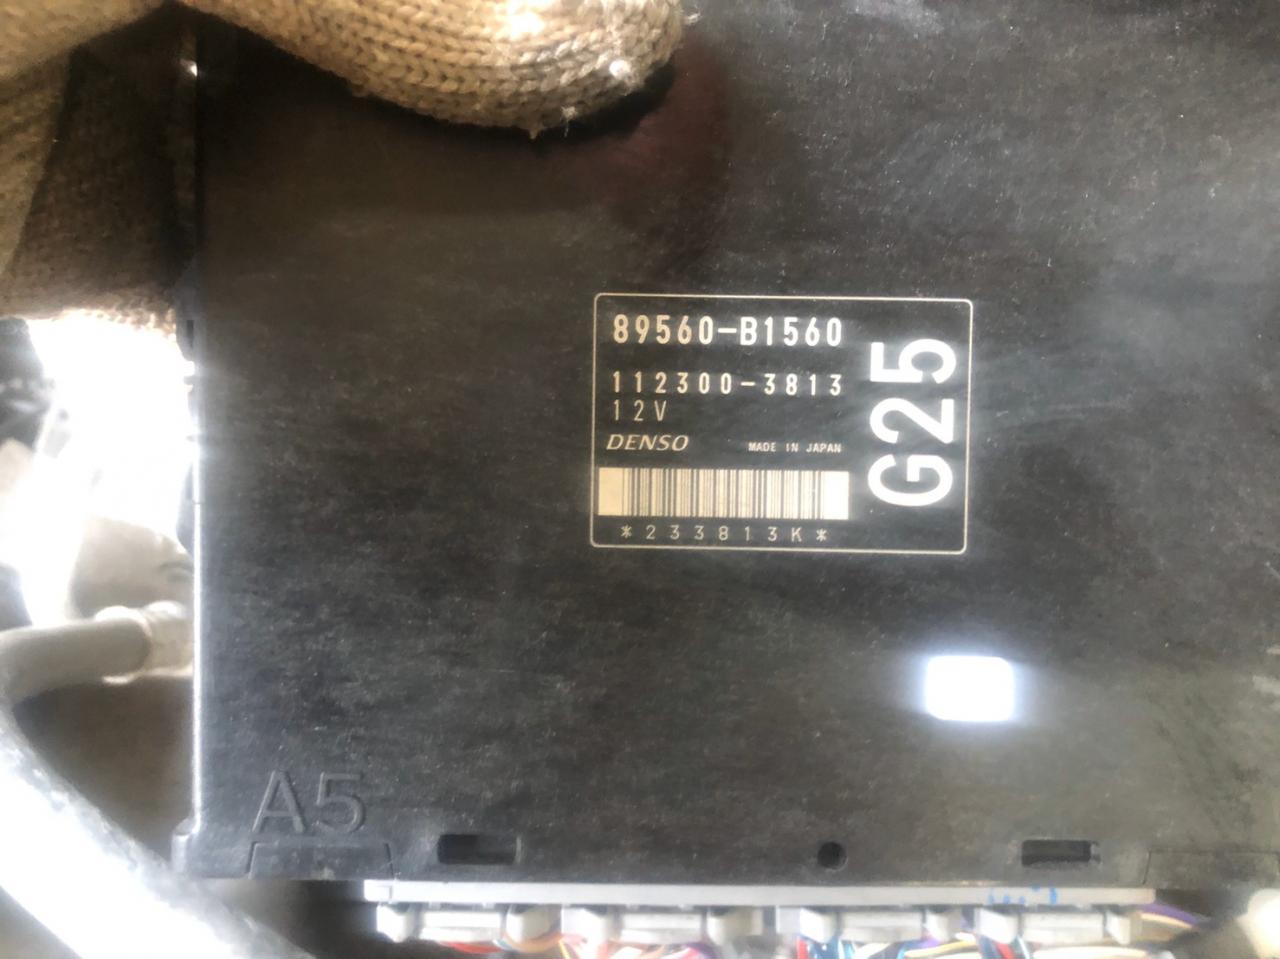 89560-B1560
112300-3813
12V
DENSO MADE IN JAPAN
*233813K*
G25
A5